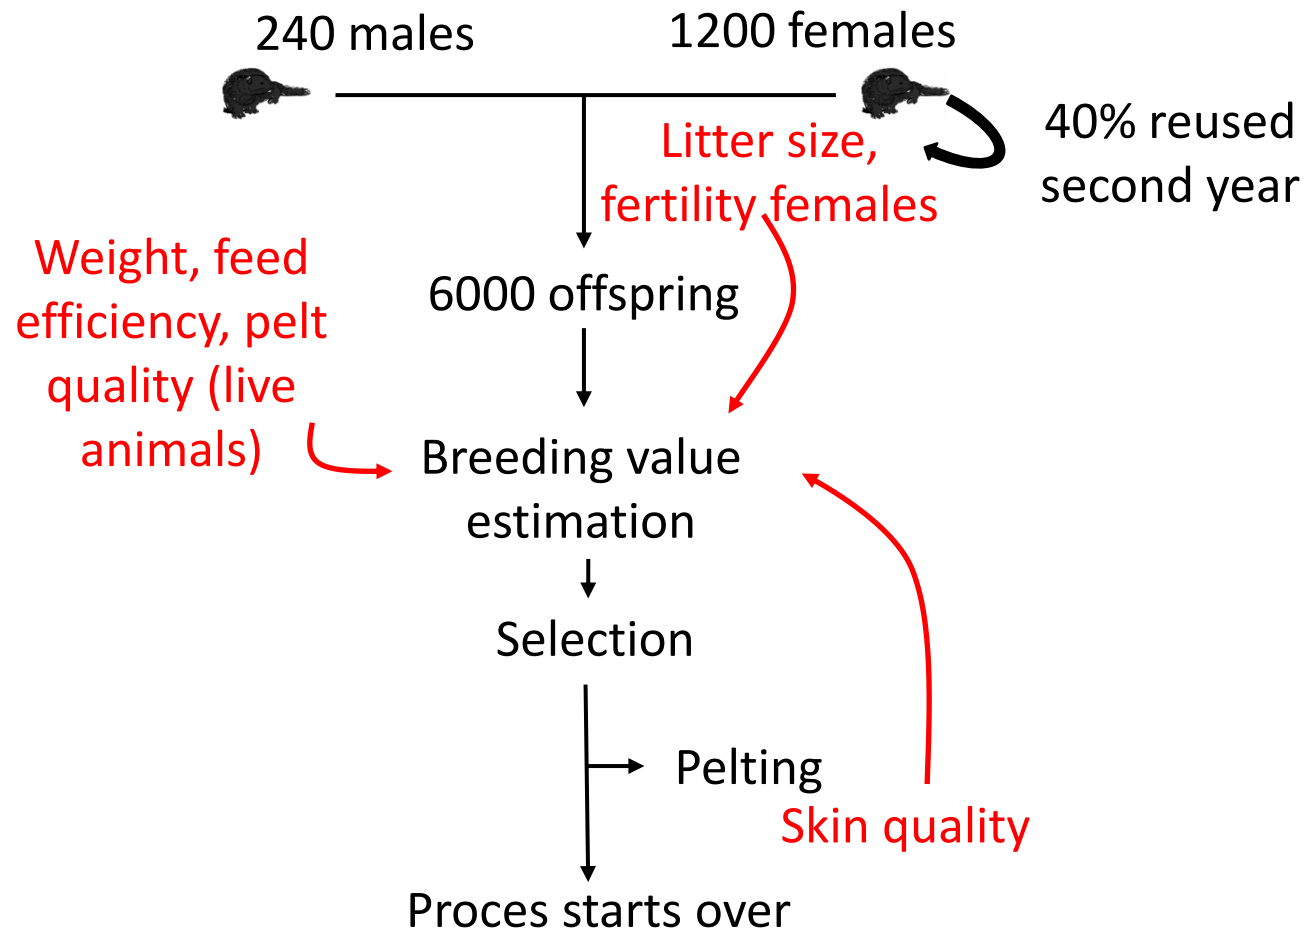 240 males
1200 females
40% reused
second year
Litter size,
fertility females
Weight, feed
efficiency, pelt
quality (live
animals)
6000 offspring
Breeding value
estimation
Selection
Pelting
Skin quality
Proces starts over